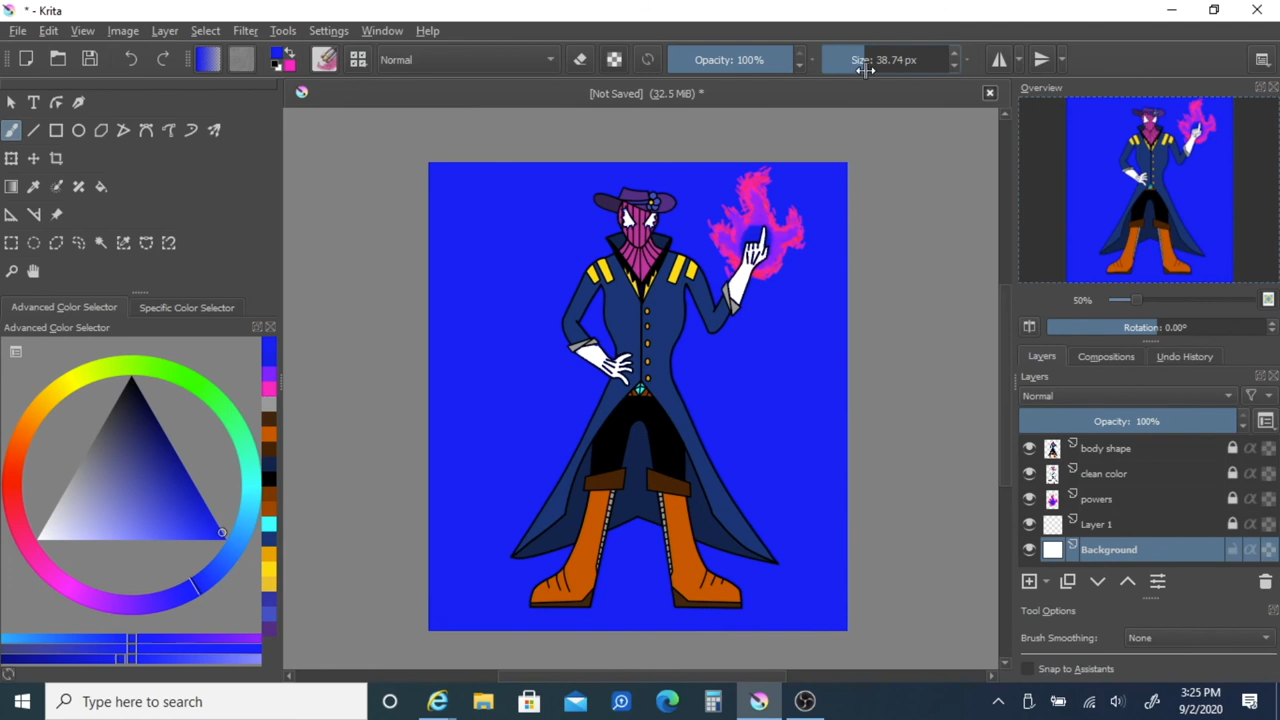 * - Krita
File Edit View Image Layer Select Filter Tools Settings Window Help
Normal
Opacity: 100%
Size: 38.74 px
[Not Saved] (32.5 MiB) *
Overview
50%
Rotation: 0.00°
Advanced Color Selector
Specific Color Selector
Advanced Color Selector
Layers Compositions Undo History
Layers
Normal
Opacity: 100%
body shape
clean color
powers
Layer 1
Background
Tool Options
Brush Smoothing: None
Snap to Assistants
Type here to search
3:25 PM
9/2/2020